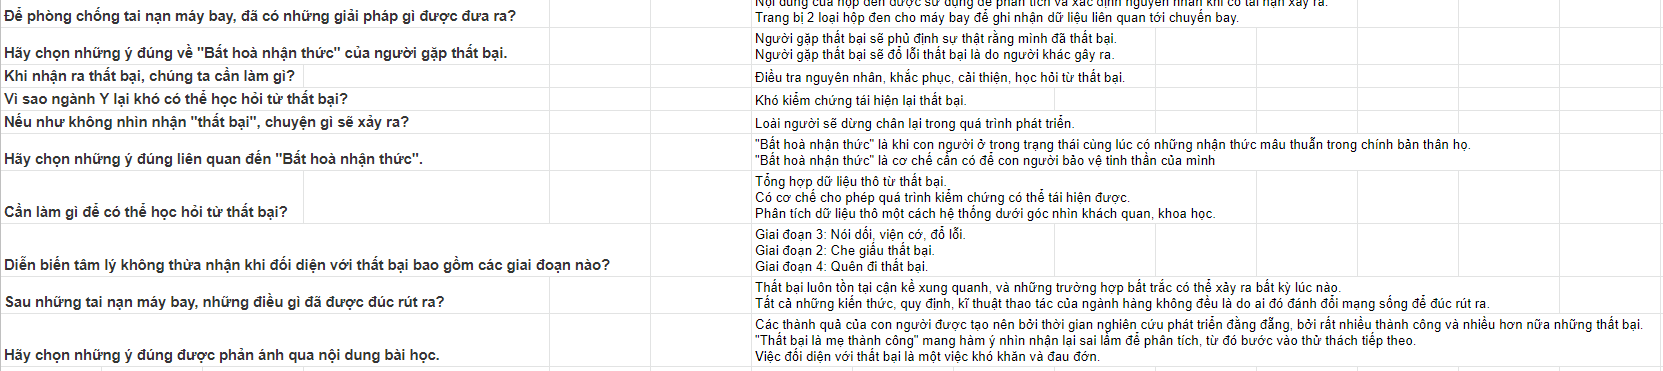 Nội dung của hộp đen được sử dụng để phân tích và xác định nguyên nhân khi có tai nạn xảy ra.
Để phòng chống tai nạn máy bay, đã có những giải pháp gì được đưa ra?
Trang bị 2 loại hộp đen cho máy bay để ghi nhận dữ liệu liên quan tới chuyến bay.
Người gặp thất bại sẽ phủ định sự thật rằng mình đã thất bại.
Hãy chọn những ý đúng về "Bất hoà nhận thức" của người gặp thất bại.
Người gặp thất bại sẽ đổ lỗi thất bại là do người khác gây ra.
Khi nhận ra thất bại, chúng ta cần làm gì?
Điều tra nguyên nhân, khắc phục, cải thiện, học hỏi từ thất bại.
Vì sao ngành Y lại khó có thể học hỏi từ thất bại?
Khó kiểm chứng tái hiện lại thất bại.
Nếu như không nhìn nhận "thất bại", chuyện gì sẽ xảy ra?
Loài người sẽ dừng chân lại trong quá trình phát triển.
Hãy chọn những ý đúng liên quan đến "Bất hoà nhận thức".
"Bất hoà nhận thức" là khi con người ở trong trạng thái cùng lúc có những nhận thức mâu thuẫn trong chính bản thân họ.
"Bất hoà nhận thức" là cơ chế cần có để con người bảo vệ tinh thần của mình
Cần làm gì để có thể học hỏi từ thất bại?
Tổng hợp dữ liệu thô từ thất bại.
Có cơ chế cho phép quá trình kiểm chứng có thể tái hiện được.
Phân tích dữ liệu thô một cách hệ thống dưới góc nhìn khách quan, khoa học.
Diễn biến tâm lý không thừa nhận khi đối diện với thất bại bao gồm các giai đoạn nào?
Giai đoạn 3: Nói dối, viện cớ, đổ lỗi.
Giai đoạn 2: Che giấu thất bại.
Giai đoạn 4: Quên đi thất bại.
Sau những tai nạn máy bay, những điều gì đã được đúc rút ra?
Thất bại luôn tồn tại cận kề xung quanh, và những trường hợp bất trắc có thể xảy ra bất kỳ lúc nào.
Tất cả những kiến thức, quy định, kĩ thuật thao tác của ngành hàng không đều là do ai đó đánh đổi mạng sống để đúc rút ra.
Hãy chọn những ý đúng được phản ánh qua nội dung bài học.
Các thành quả của con người được tạo nên bởi thời gian nghiên cứu phát triển đằng đẵng, bởi rất nhiều thành công và nhiều hơn nữa những thất bại.
"Thất bại là mẹ thành công" mang hàm ý nhìn nhận lại sai lầm để phân tích, từ đó bước vào thử thách tiếp theo.
Việc đối diện với thất bại là một việc khó khăn và đau đớn.